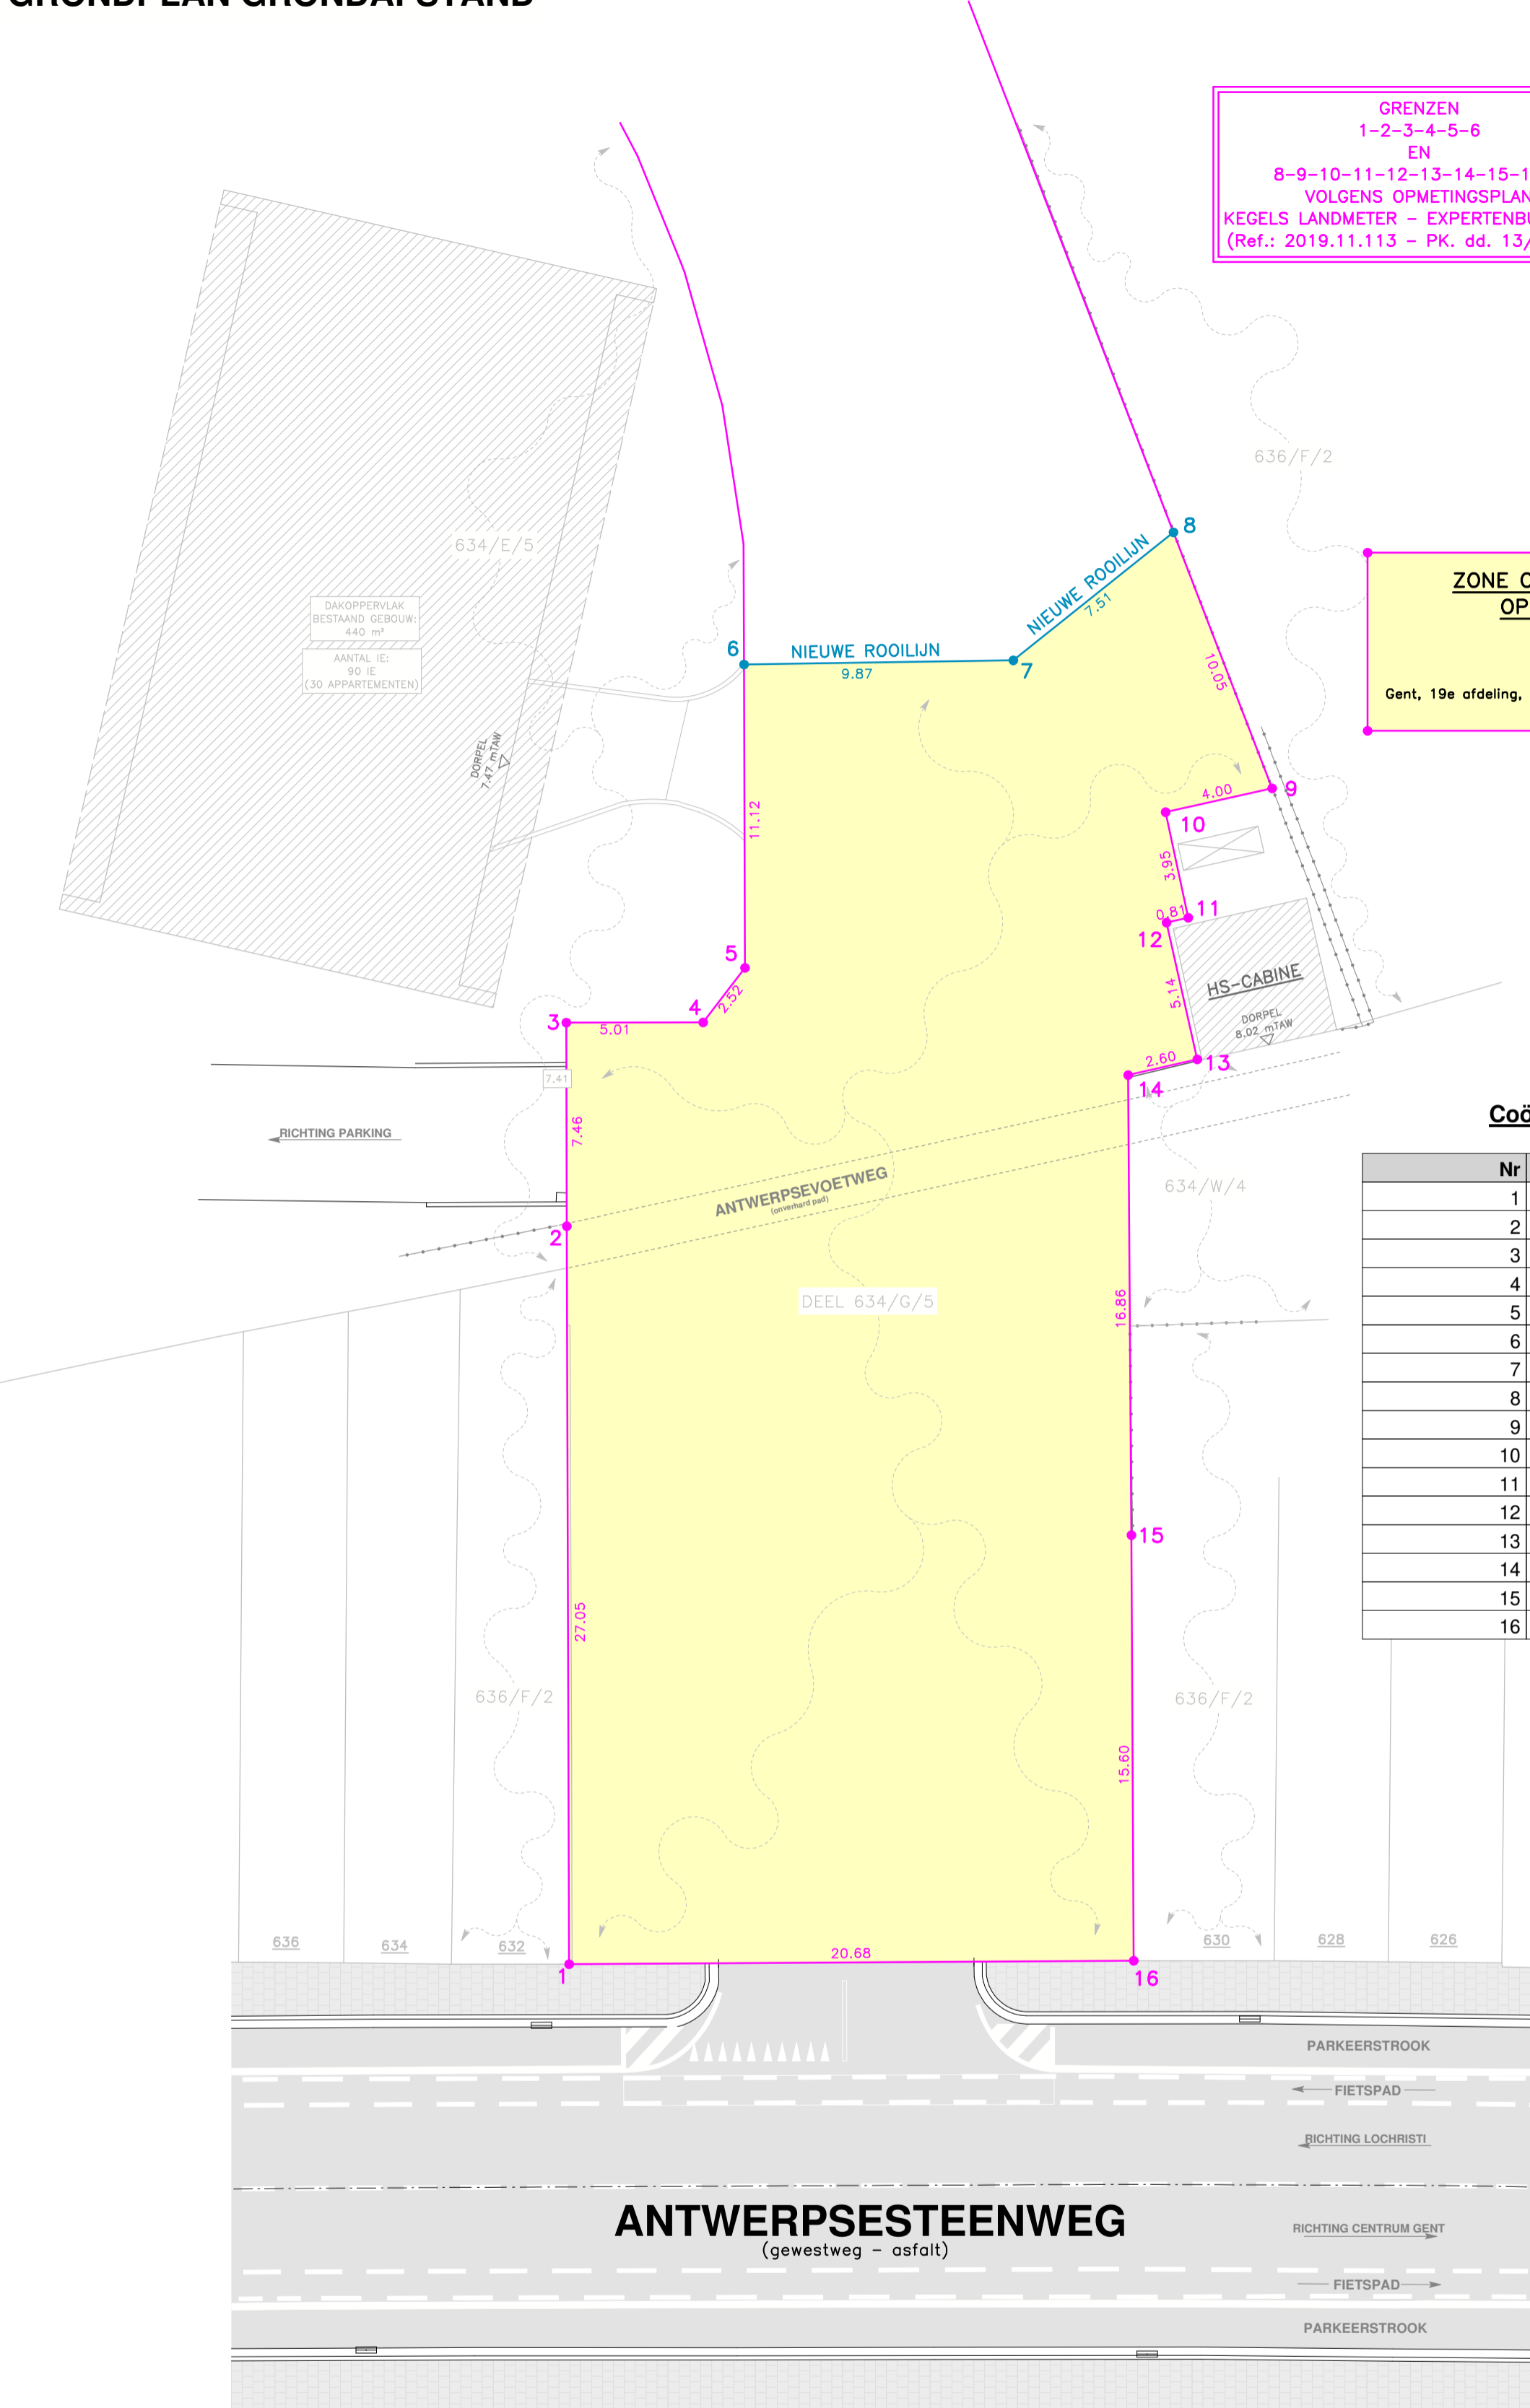 GRONDPLAN GRONDAFSTAND
GRENZEN
1-2-3-4-5-6
EN
8-9-10-11-12-13-14-15-1
VOLGENS OPMETINGSPLAN
KEGELS LANDMETER - EXPERTENBU
(Ref.: 2019.11.113 - PK. dd. 13/
636/F/2
8
NIEUWE ROOILIJN
7.51
634/E/5
ZONE O
OP
DAKOPPERVLAK
BESTAAND GEBOUW:
440 m²
AANTAL IE:
90 IE
(30 APPARTEMENTEN)
6
NIEUWE ROOILIJN
9.87
7
10.05
Gent, 19e afdeling,
DORPEL
7.47 mTAW
9
4.00
10
11.12
3.95
11
0.81
12
5
HS-CABINE
5.14
2.52
4
3
5.01
DORPEL
8.02 mTAW
13
2.60
14
7.41
RICHTING PARKING
7.46
Coö
Nr
1
2
3
4
5
6
7
8
9
10
11
12
13
14
15
16
ANTWERPSEVOETWEG
(onverhard pad)
634/W/4
2
DEEL 634/G/5
16.86
15
27.05
636/F/2
636/F/2
15.60
636
634
632
20.68
630
628
626
1
16
PARKEERSTROOK
FIETSPAD
RICHTING LOCHRISTI
ANTWERPSESTEENWEG
(gewestweg - asfalt)
RICHTING CENTRUM GENT
FIETSPAD
PARKEERSTROOK